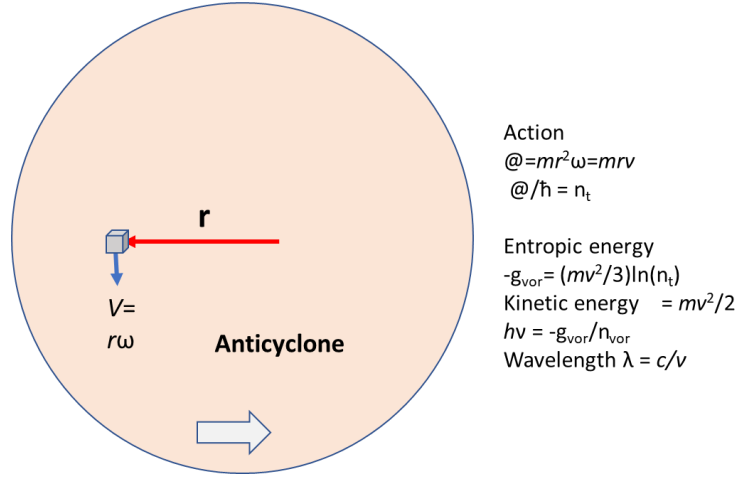 r
V=
rω
Anticyclone
Action
@=mr²ω=mrv
@/ħ = nₜ
Entropic energy
-gᵥₒᵣ= (mv²/3)ln(nₜ)
Kinetic energy = mv²/2
hν = -gᵥₒᵣ/nᵥₒᵣ
Wavelength λ = c/ν